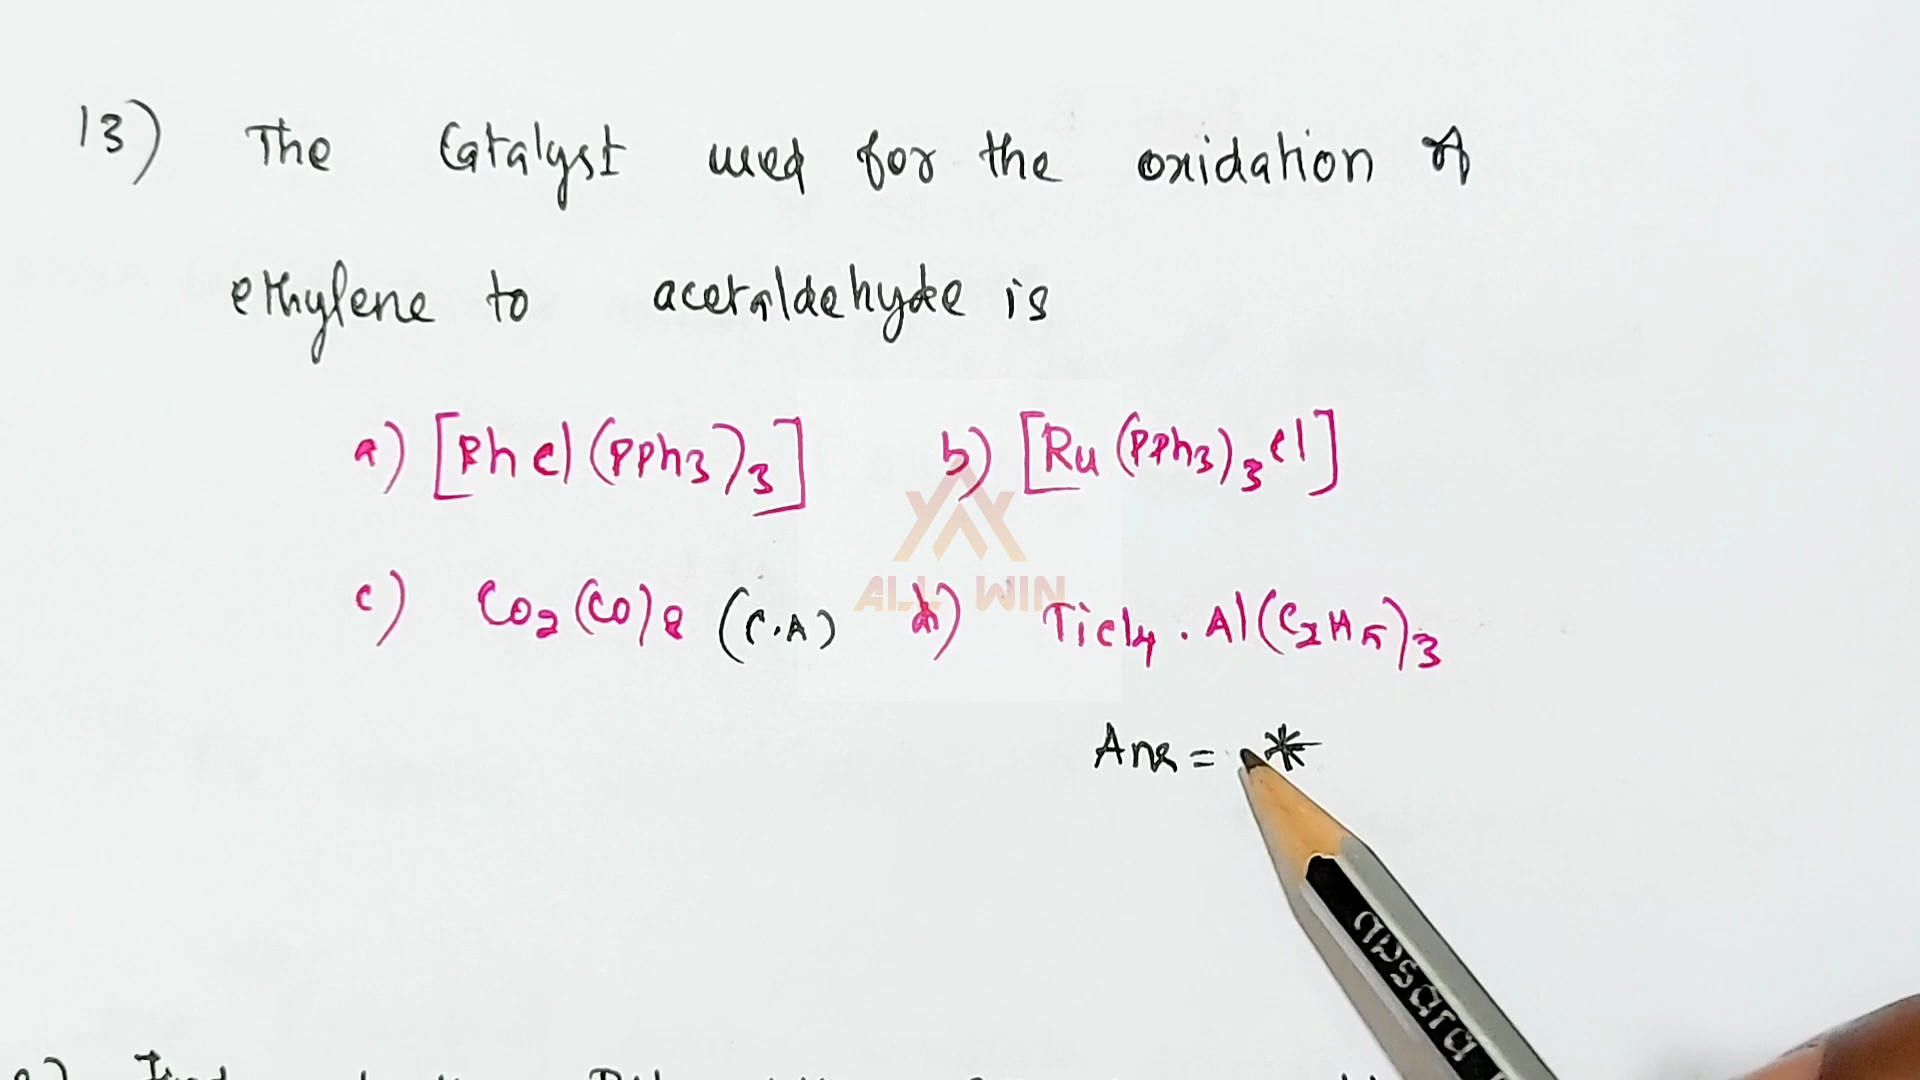 13) The Catalyst used for the oxidation of
ethylene to acetaldehyde is
a) [RhCl(PPh3)3] b) [Ru(PPh3)3Cl]
c) Co2(CO)8 (C.A) d) TiCl4 . Al(C2H5)3
ALL WIN
Ans = *